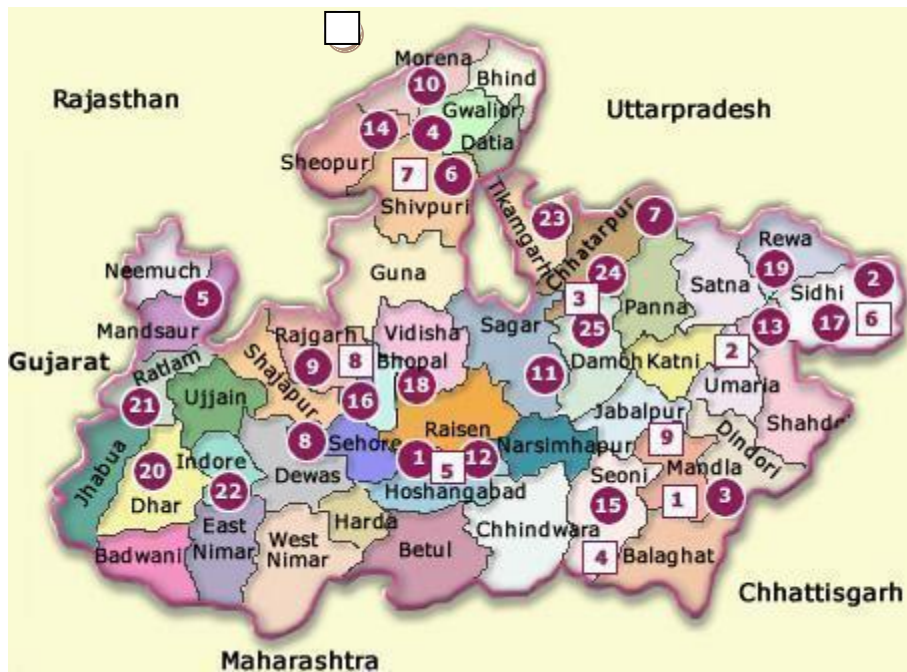 Rajasthan
Uttarpradesh
Gujarat
Chhattisgarh
Maharashtra
Morena
10
Bhind
Gwalior
14
4
Datia
Sheopur
7
6
Shivpuri
Tikamgarh
23
Chhatarpur
7
Rewa
Neemuch
Guna
24
Satna
19
Sidhi
2
5
3
Panna
Mandsaur
Rajgarh
Vidisha
Sagar
25
13
17
6
Ratlam
Shajapur
9
8
Bhopal
Damoh
Katni
2
Ujjain
18
11
Umaria
21
16
Raisen
Jabalpur
Shahdo
Jhabua
8
Sehore
Narsimhapur
9
Dindori
20
Indore
Dewas
1
5
12
Seoni
Mandla
Dhar
22
Hoshangabad
15
1
3
East
Nimar
Harda
Chhindwara
Badwani
West
Nimar
Betul
4
Balaghat